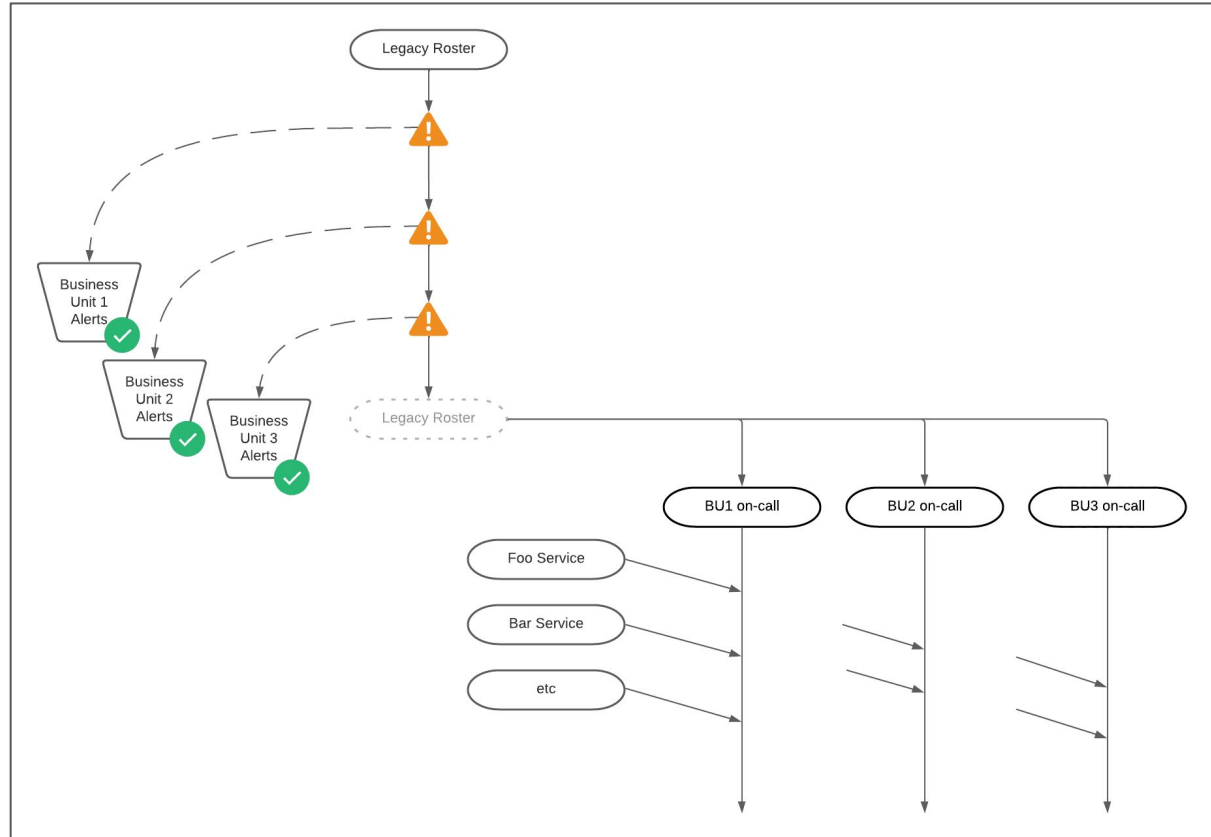 Legacy Roster
Business
Unit 1
Alerts
Business
Unit 2
Alerts
Business
Unit 3
Alerts
Legacy Roster
BU1 on-call
BU2 on-call
BU3 on-call
Foo Service
Bar Service
etc